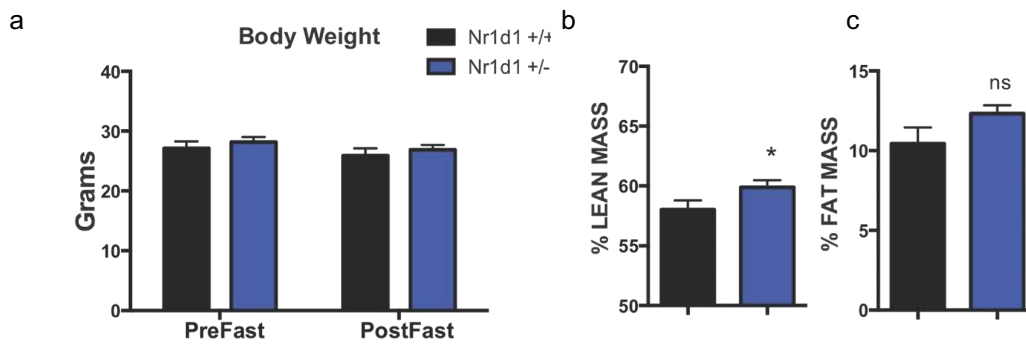 a
Body Weight
Nr1d1 +/+
Nr1d1 +/-
Grams
40
30
20
10
0
PreFast
PostFast
b
% LEAN MASS
70
65
60
55
50
*
c
% FAT MASS
15
10
5
0
ns